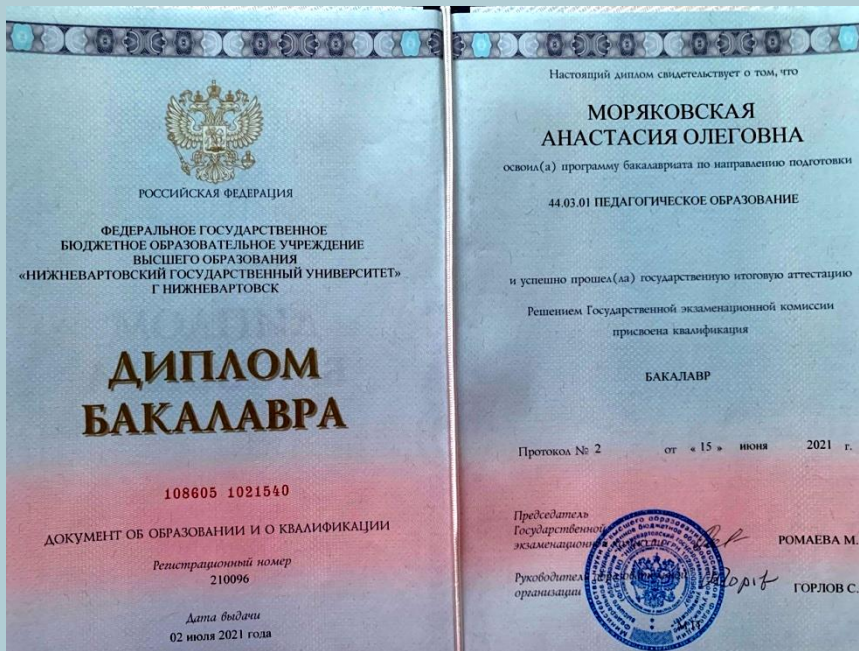 РОССИЙСКАЯ ФЕДЕРАЦИЯ
ФЕДЕРАЛЬНОЕ ГОСУДАРСТВЕННОЕ
БЮДЖЕТНОЕ ОБРАЗОВАТЕЛЬНОЕ УЧРЕЖДЕНИЕ
ВЫСШЕГО ОБРАЗОВАНИЯ
«НИЖНЕВАРТОВСКИЙ ГОСУДАРСТВЕННЫЙ УНИВЕРСИТЕТ»
Г НИЖНЕВАРТОВСК
ДИПЛОМ
БАКАЛАВРА
108605 1021540
ДОКУМЕНТ ОБ ОБРАЗОВАНИИ И О КВАЛИФИКАЦИИ
Регистрационный номер
210096
Дата выдачи
02 июля 2021 года
Настоящий диплом свидетельствует о том, что
МОРЯКОВСКАЯ
АНАСТАСИЯ ОЛЕГОВНА
освоил(а) программу бакалавриата по направлению подготовки
44.03.01 ПЕДАГОГИЧЕСКОЕ ОБРАЗОВАНИЕ
и успешно прошел(ла) государственную итоговую аттестацию
Решением Государственной экзаменационной комиссии
присвоена квалификация
БАКАЛАВР
Протокол № 2 от « 15 » июня 2021 г.
Председатель
Государственной
экзаменационной
РОМАЕВА М.
Руководитель
организации
ГОРЛОВ С.